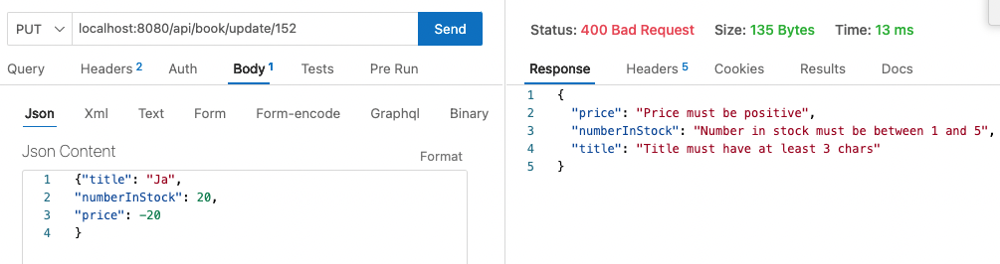 PUT localhost:8080/api/book/update/152 Send
Query Headers 2 Auth Body 1 Tests Pre Run
Json Xml Text Form Form-encode Graphql Binary
Json Content Format
1 {"title": "Ja",
2 "numberInStock": 20,
3 "price": -20
4 }
Status: 400 Bad Request Size: 135 Bytes Time: 13 ms
Response Headers 5 Cookies Results Docs
1 {
2 "price": "Price must be positive",
3 "numberInStock": "Number in stock must be between 1 and 5",
4 "title": "Title must have at least 3 chars"
5 }